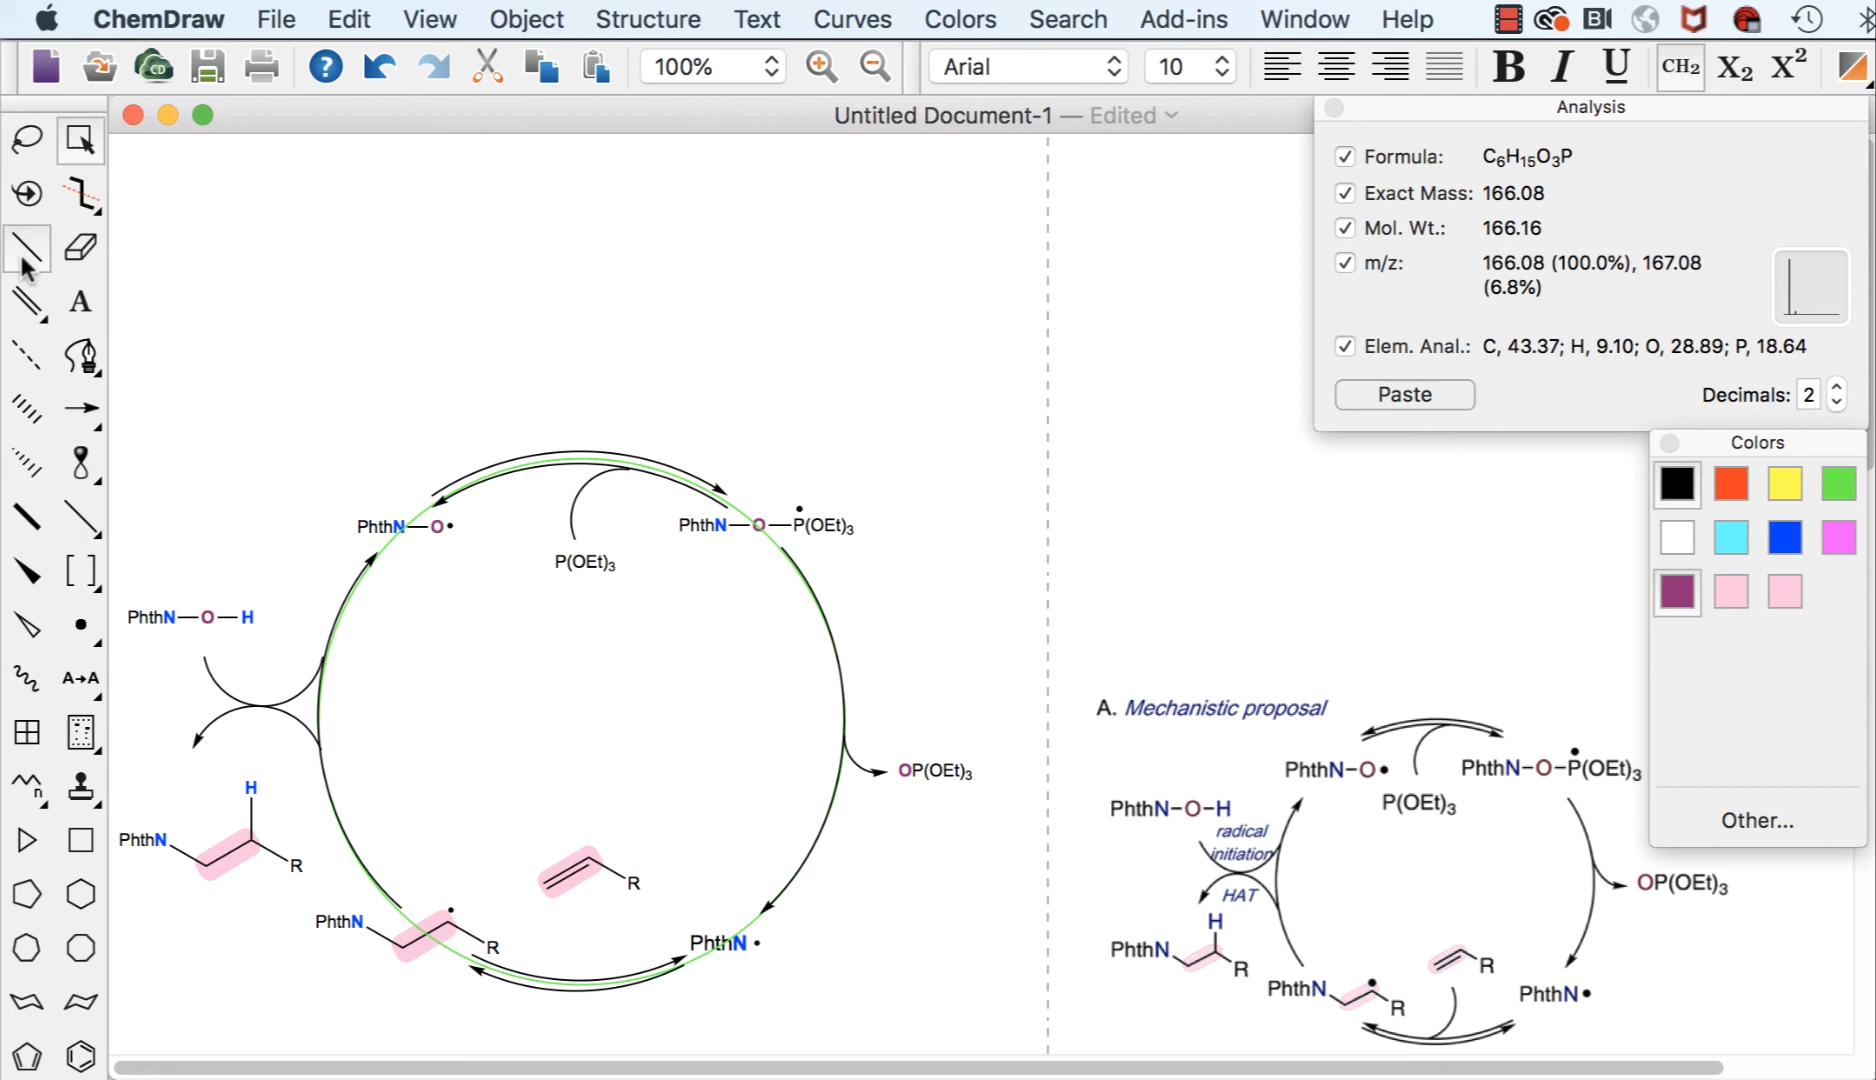 ChemDraw File Edit View Object Structure Text Curves Colors Search Add-ins Window Help
CD ? 100% Arial 10 B I U CH₂ X₂ X²
Untitled Document-1 — Edited
Analysis
Formula: C₆H₁₅O₃P
Exact Mass: 166.08
Mol. Wt.: 166.16
m/z: 166.08 (100.0%), 167.08
(6.8%)
Elem. Anal.: C, 43.37; H, 9.10; O, 28.89; P, 18.64
Paste Decimals: 2
Colors
Other...
A
[ ]
A→A
n
PhthN—O•
PhthN—O—P(OEt)₃
P(OEt)₃
PhthN—O—H
OP(OEt)₃
H
PhthN
R
R
PhthN
R
PhthN •
A. Mechanistic proposal
PhthN–O•
PhthN–O–P(OEt)₃
P(OEt)₃
PhthN–O–H
radical
initiation
HAT
OP(OEt)₃
H
PhthN
R
R
PhthN
R
PhthN•